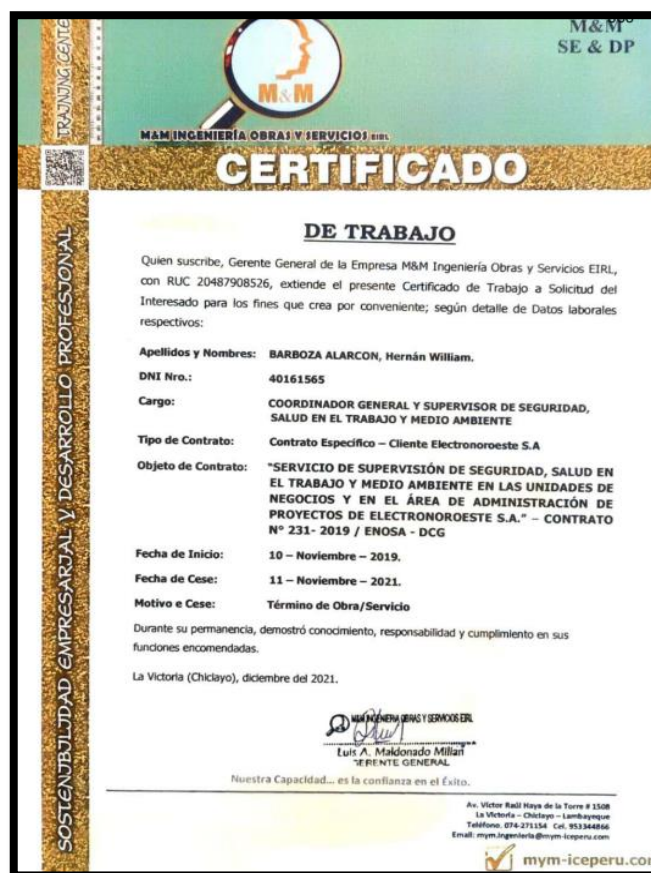 M&M
SE & DP
TRAINING CENTE
M&M
M&M INGENIERÍA OBRAS Y SERVICIOS EIRL
CERTIFICADO
DE TRABAJO
Quien suscribe, Gerente General de la Empresa M&M Ingeniería Obras y Servicios EIRL,
con RUC 20487908526, extiende el presente Certificado de Trabajo a Solicitud del
Interesado para los fines que crea por conveniente; según detalle de Datos laborales
respectivos:
Apellidos y Nombres: BARBOZA ALARCON, Hernán William.
DNI Nro.: 40161565
Cargo: COORDINADOR GENERAL Y SUPERVISOR DE SEGURIDAD,
SALUD EN EL TRABAJO Y MEDIO AMBIENTE
Tipo de Contrato: Contrato Específico – Cliente Electronoroeste S.A
Objeto de Contrato: "SERVICIO DE SUPERVISIÓN DE SEGURIDAD, SALUD EN
EL TRABAJO Y MEDIO AMBIENTE EN LAS UNIDADES DE
NEGOCIOS Y EN EL ÁREA DE ADMINISTRACIÓN DE
PROYECTOS DE ELECTRONOROESTE S.A." – CONTRATO
N° 231- 2019 / ENOSA - DCG
Fecha de Inicio: 10 – Noviembre – 2019.
Fecha de Cese: 11 – Noviembre – 2021.
Motivo e Cese: Término de Obra/Servicio
Durante su permanencia, demostró conocimiento, responsabilidad y cumplimiento en sus
funciones encomendadas.
La Victoria (Chiclayo), diciembre del 2021.
M&M INGENIERIA OBRAS Y SERVICIOS EIRL
Luis A. Maldonado Millan
GERENTE GENERAL
Nuestra Capacidad... es la confianza en el Éxito.
Av. Víctor Raúl Haya de la Torre # 1508
La Victoria – Chiclayo – Lambayeque
Teléfono. 074-271154 Cel. 953344866
Email: mym.ingenieria@mym-iceperu.com
mym-iceperu.com
SOSTENIBILIDAD EMPRESARIAL Y DESARROLLO PROFESIONAL